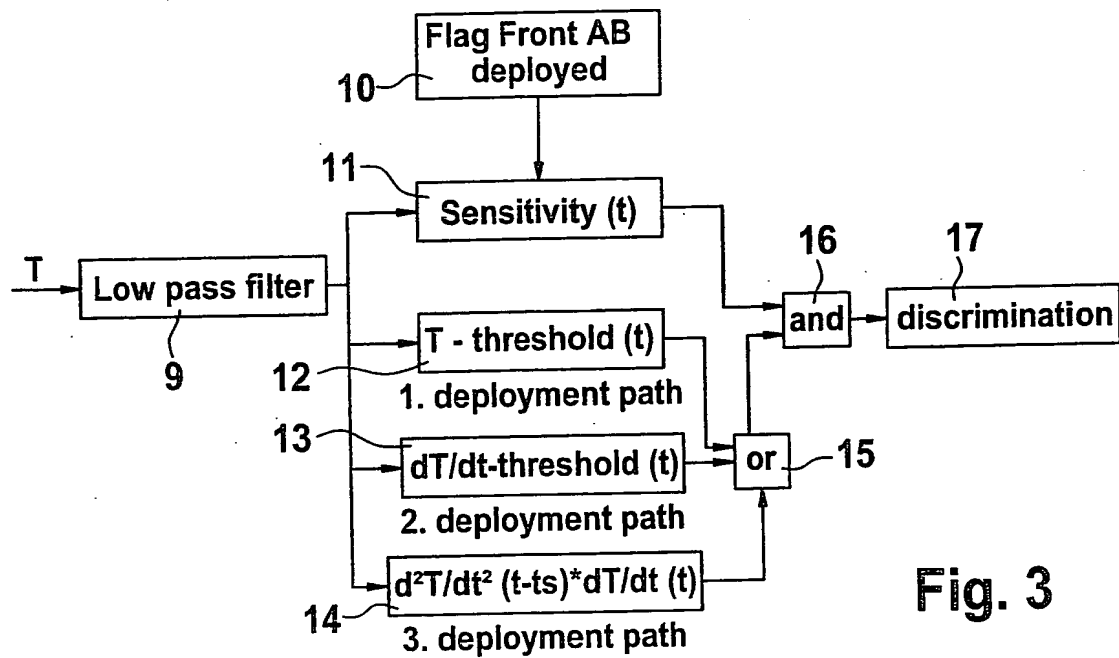 Flag Front AB
deployed
10
11
Sensitivity (t)
T
Low pass filter
9
16
and
17
discrimination
T - threshold (t)
12
1. deployment path
13
dT/dt-threshold (t)
or
15
2. deployment path
d²T/dt² (t-ts)*dT/dt (t)
14
3. deployment path
Fig. 3